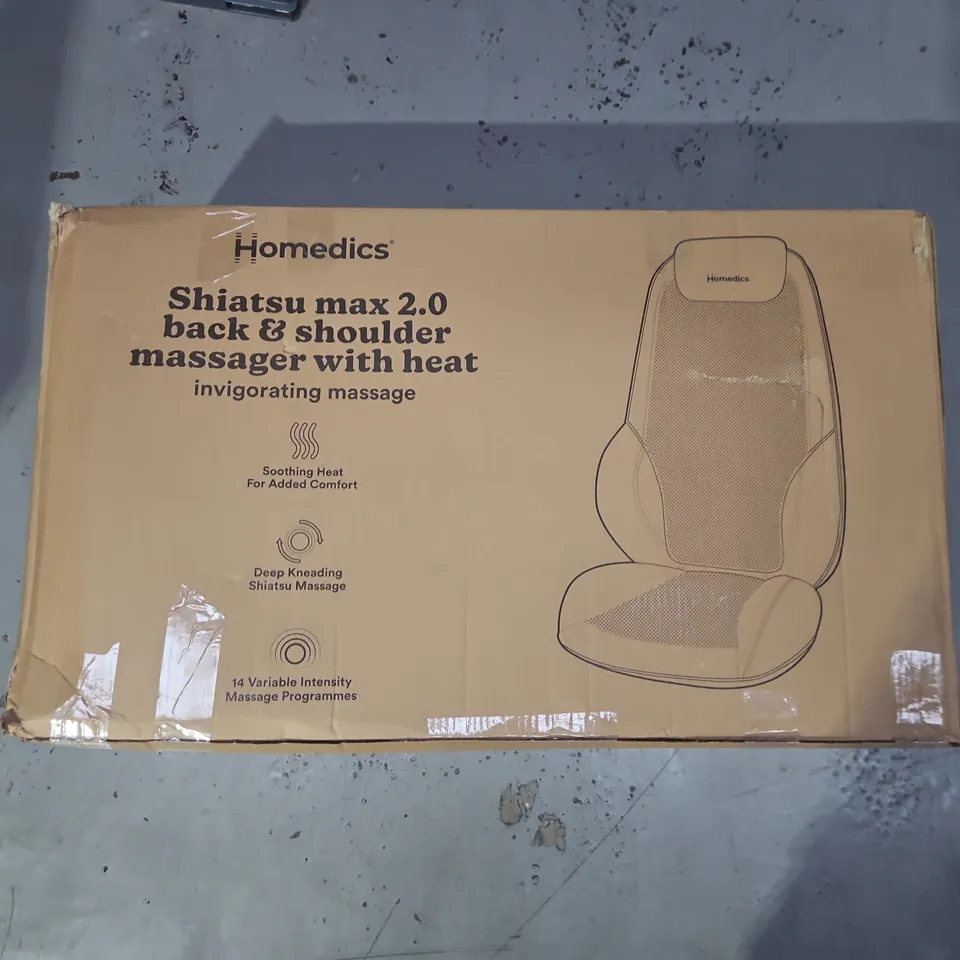 Homedics®
Shiatsu max 2.0
back & shoulder
massager with heat
invigorating massage
Soothing Heat
For Added Comfort
Deep Kneading
Shiatsu Massage
14 Variable Intensity
Massage Programmes
Homedics